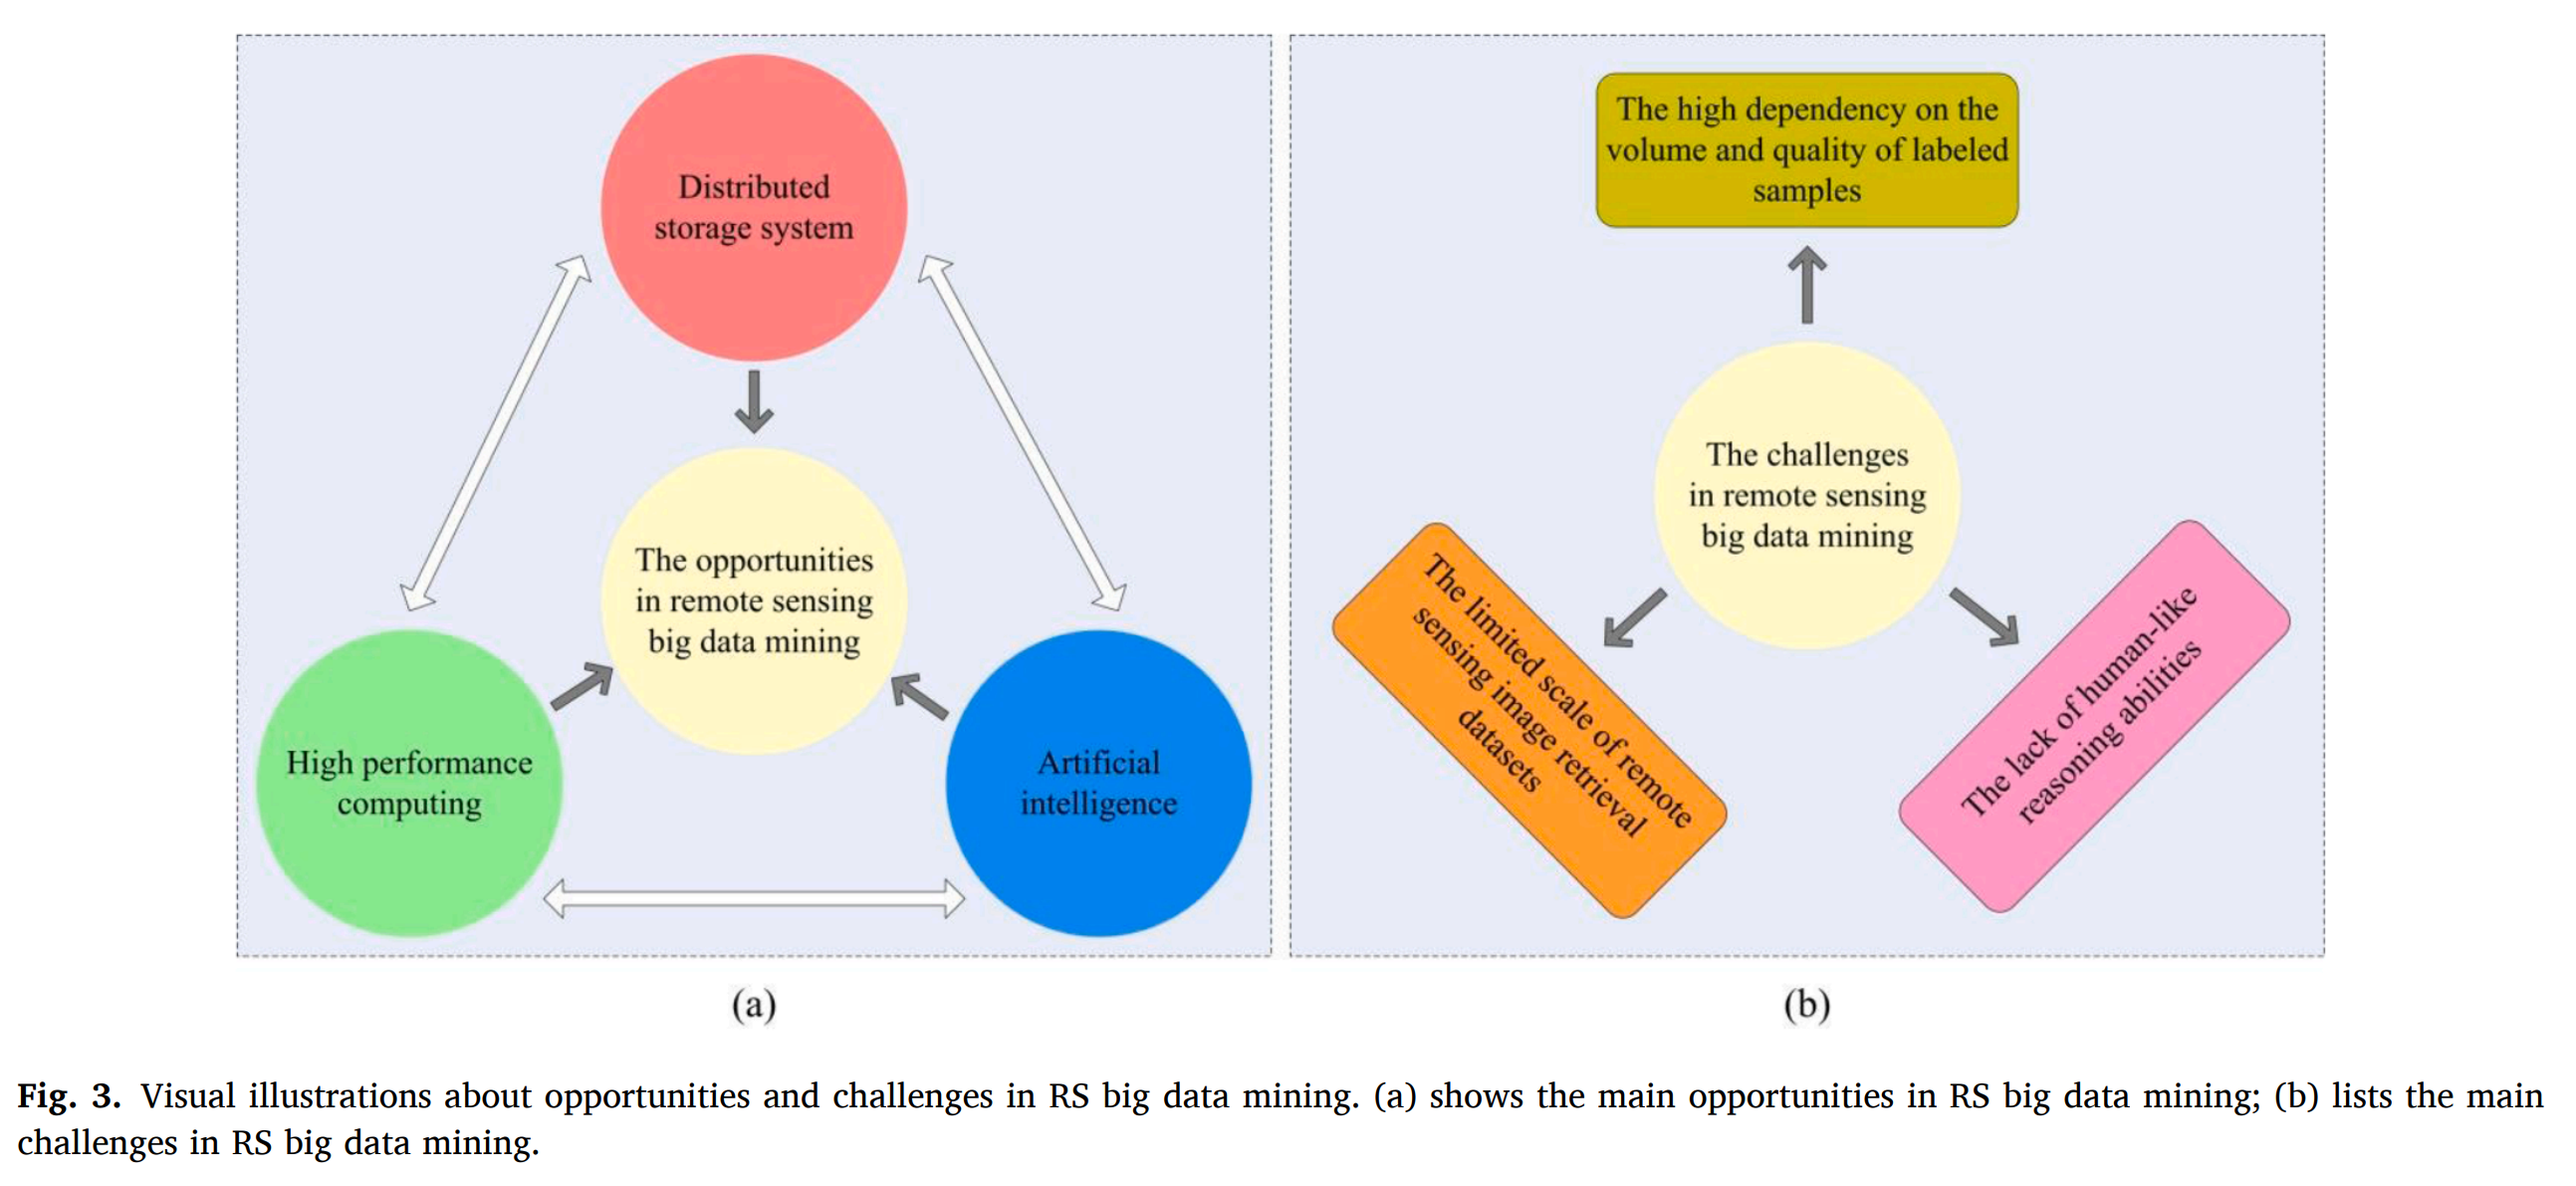 Distributed
storage system
The opportunities
in remote sensing
big data mining
High performance
computing
Artificial
intelligence
(a)
The high dependency on the
volume and quality of labeled
samples
The challenges
in remote sensing
big data mining
The limited scale of remote
sensing image retrieval
datasets
The lack of human-like
reasoning abilities
(b)
Fig. 3. Visual illustrations about opportunities and challenges in RS big data mining. (a) shows the main opportunities in RS big data mining; (b) lists the main
challenges in RS big data mining.